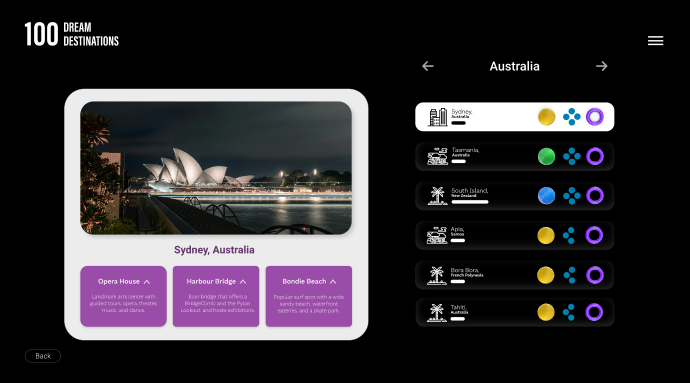 100 DREAM
DESTINATIONS
Australia
Sydney, Australia
Opera House
Landmark arts center with
guided tours, opera, theatre
music and dance.
Harbour Bridge
Icon bridge that offers a
BridgeClimb and the Pylon
Lookout, and hosts exhibitions.
Bondie Beach
Popular surf spot with a wide
sandy beach, waterfront
eateries, and a skate park.
Sydney,
Australia
Tasmania,
Australia
South Island,
New Zealand
Apia,
Samoa
Bora Bora,
French Polynesia
Tahiti,
Australia
Back